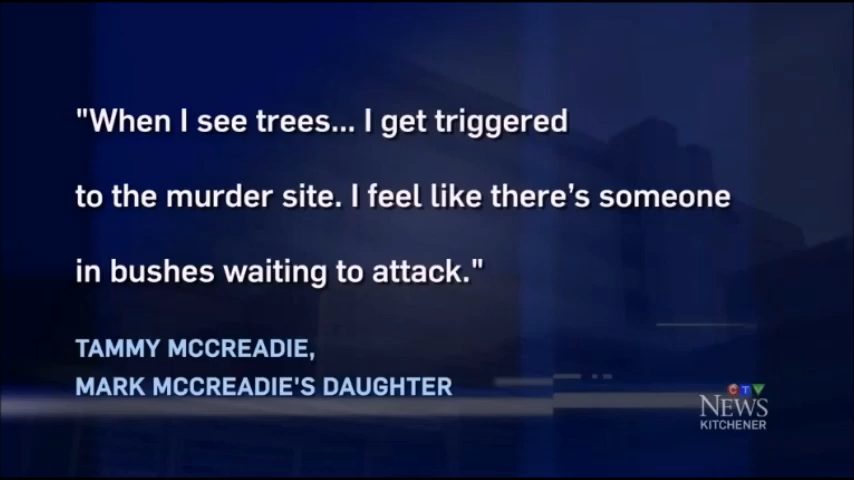 "When I see trees... I get triggered
to the murder site. I feel like there’s someone
in bushes waiting to attack."
TAMMY MCCREADIE,
MARK MCCREADIE'S DAUGHTER
CTV
NEWS
KITCHENER